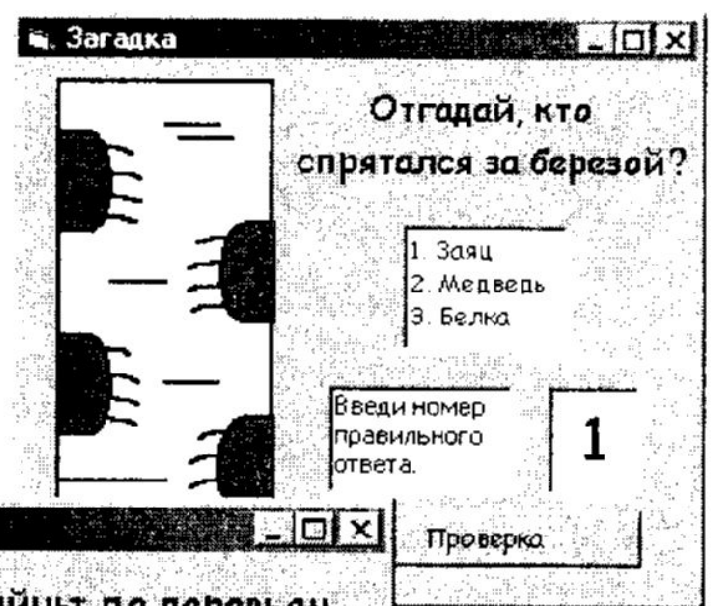 Загадка
Отгадай, кто
спрятался за березой?
1. Заяц
2. Медведь
3. Белка
Введи номер
правильного
ответа.
1
Проверка